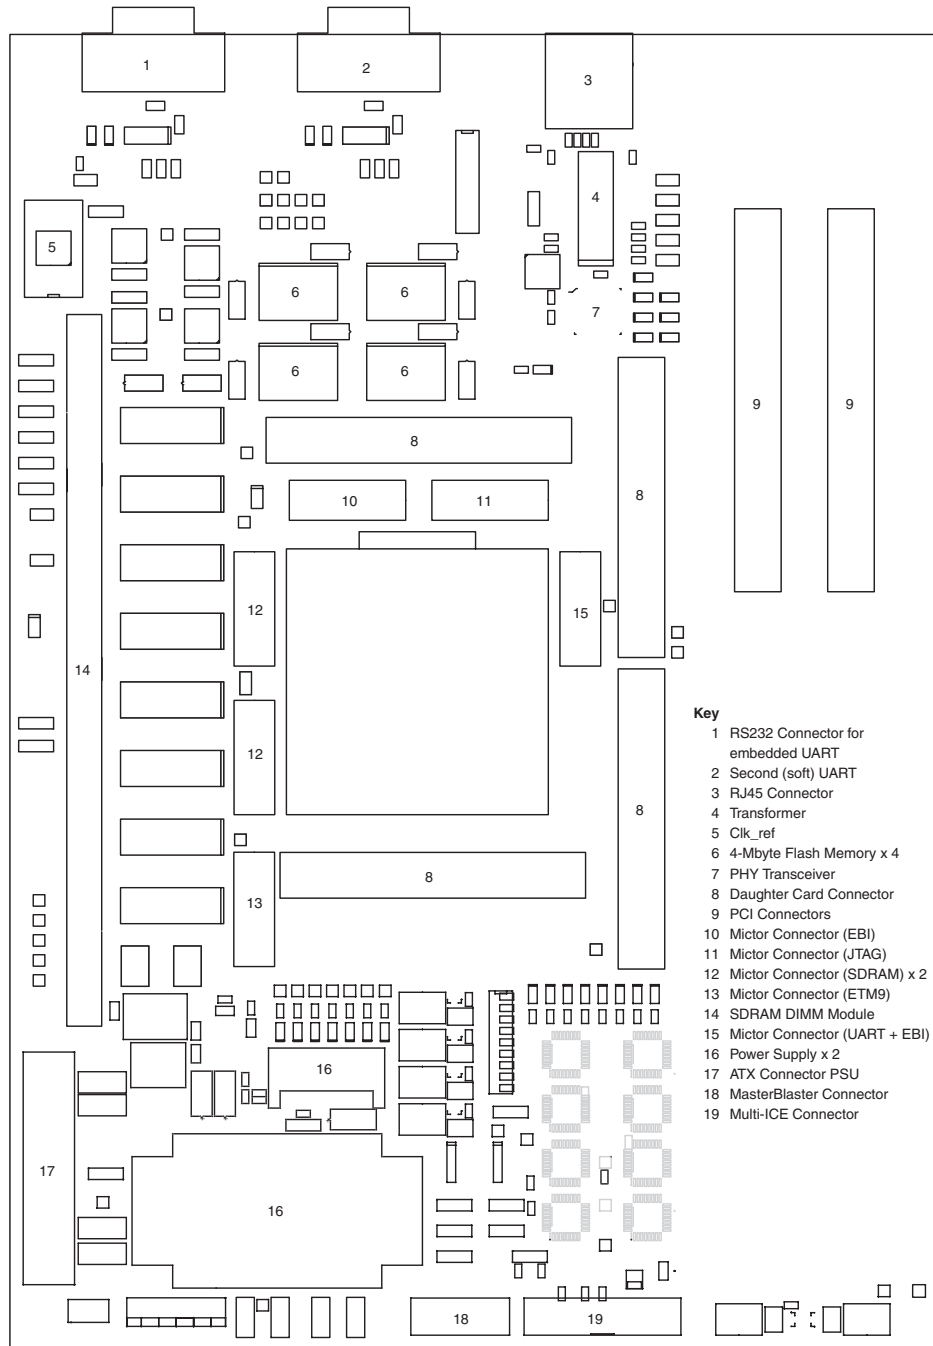 1
2
3
4
5
6
6
7
6
6
9
9
8
10
11
8
12
15
14
12
8
8
13
16
17
16
18
19
Key
1 RS232 Connector for
embedded UART
2 Second (soft) UART
3 RJ45 Connector
4 Transformer
5 Clk_ref
6 4-Mbyte Flash Memory x 4
7 PHY Transceiver
8 Daughter Card Connector
9 PCI Connectors
10 Mictor Connector (EBI)
11 Mictor Connector (JTAG)
12 Mictor Connector (SDRAM) x 2
13 Mictor Connector (ETM9)
14 SDRAM DIMM Module
15 Mictor Connector (UART + EBI)
16 Power Supply x 2
17 ATX Connector PSU
18 MasterBlaster Connector
19 Multi-ICE Connector